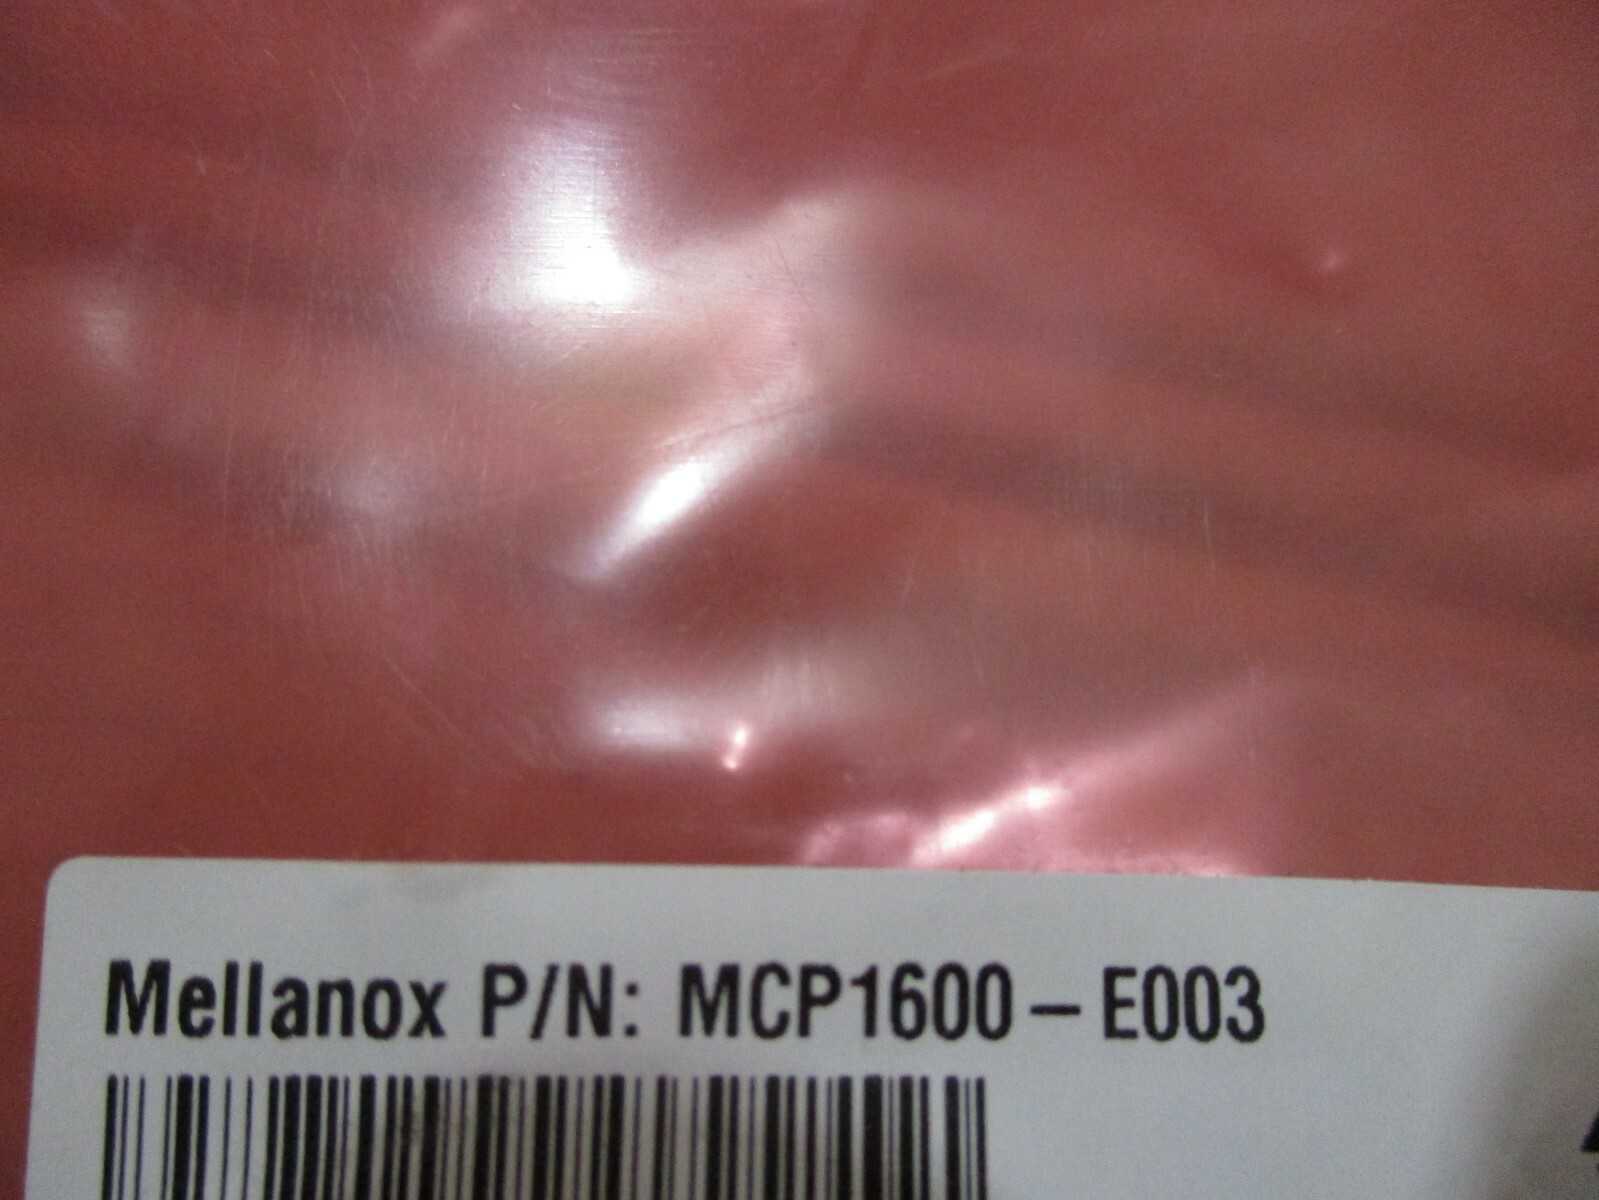 Mellanox P/N: MCP1600-E003